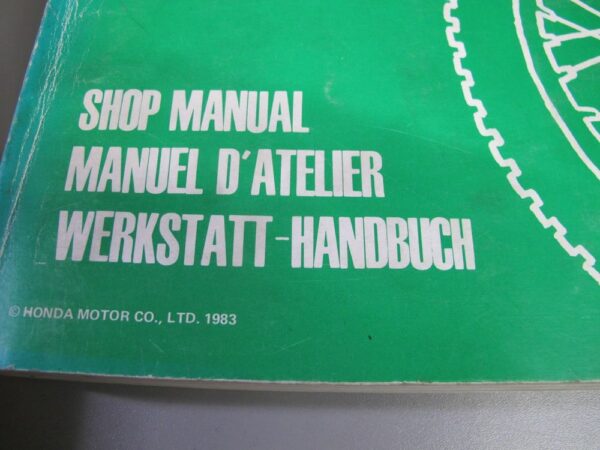 SHOP MANUAL
MANUEL D'ATELIER
WERKSTATT-HANDBUCH
© HONDA MOTOR CO., LTD. 1983